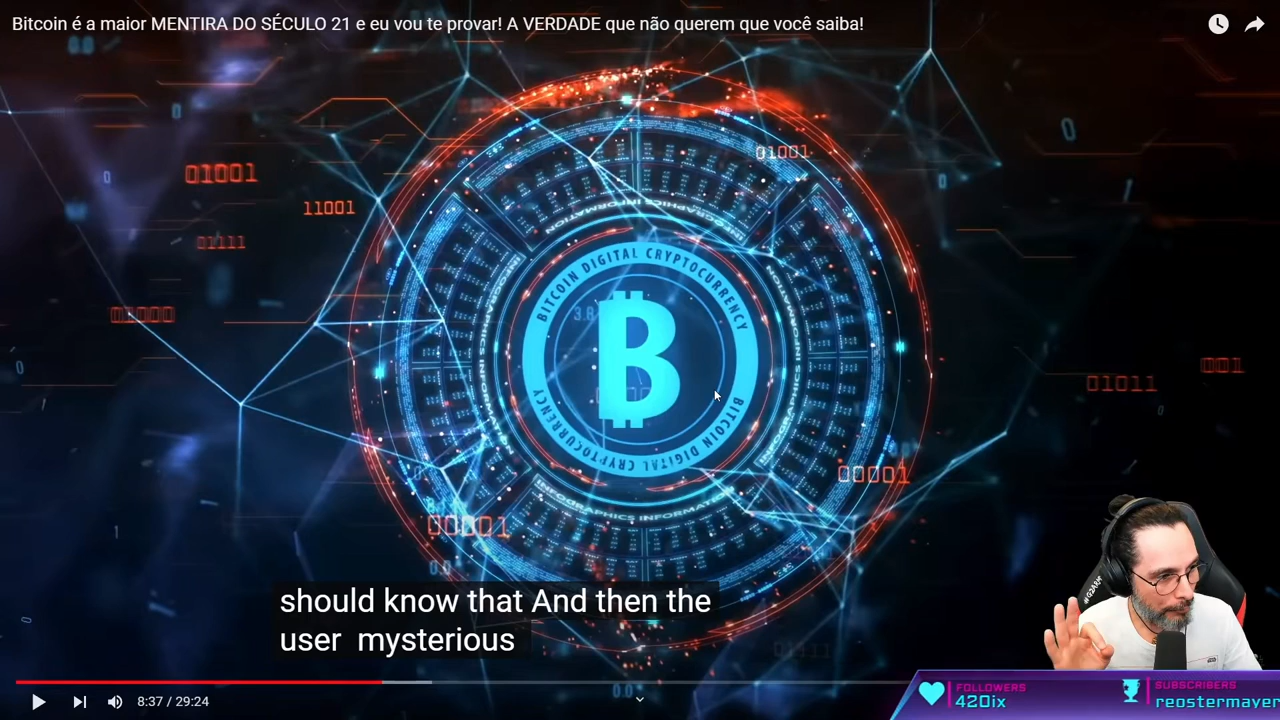 Bitcoin é a maior MENTIRA DO SÉCULO 21 e eu vou te provar! A VERDADE que não querem que você saiba!
01001
01001
11001
01111
01000
001
01011
00001
00001
BITCOIN DIGITAL CRYPTOCURRENCY
BITCOIN DIGITAL CRYPTOCURRENCY
INFOGRAPHICS INFORMATION
should know that And then the
user mysterious
FOLLOWERS
420ix
SUBSCRIBERS
reostermayer
8:37 / 29:24